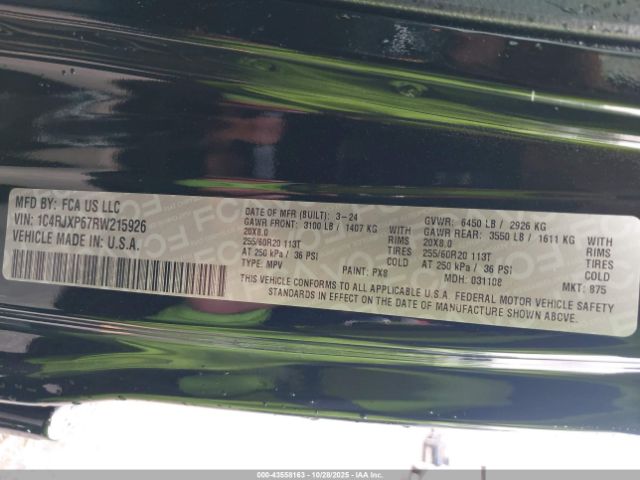 MFD BY: FCA US LLC
VIN: 1C4RJXP67RW215926
VEHICLE MADE IN U.S.A.
DATE OF MFR (BUILT): 3-24 GVWR: 6450 LB / 2926 KG
GAWR FRONT: 3100 LB / 1407 KG GAWR REAR: 3550 LB / 1611 KG
20X8.0 RIMS 20X8.0 RIMS
255/60R20 113T TIRES 255/60R20 113T TIRES
AT 250 kPa / 36 PSI COLD AT 250 kPa / 36 PSI COLD
TYPE: MPV PAINT: PX8 MDH: 031108 MKT: 875
THIS VEHICLE CONFORMS TO ALL APPLICABLE U.S.A. FEDERAL MOTOR VEHICLE SAFETY
STANDARDS IN EFFECT ON THE DATE OF MANUFACTURE SHOWN ABOVE.
000-43558163 - 10/28/2025 - IAA Inc.